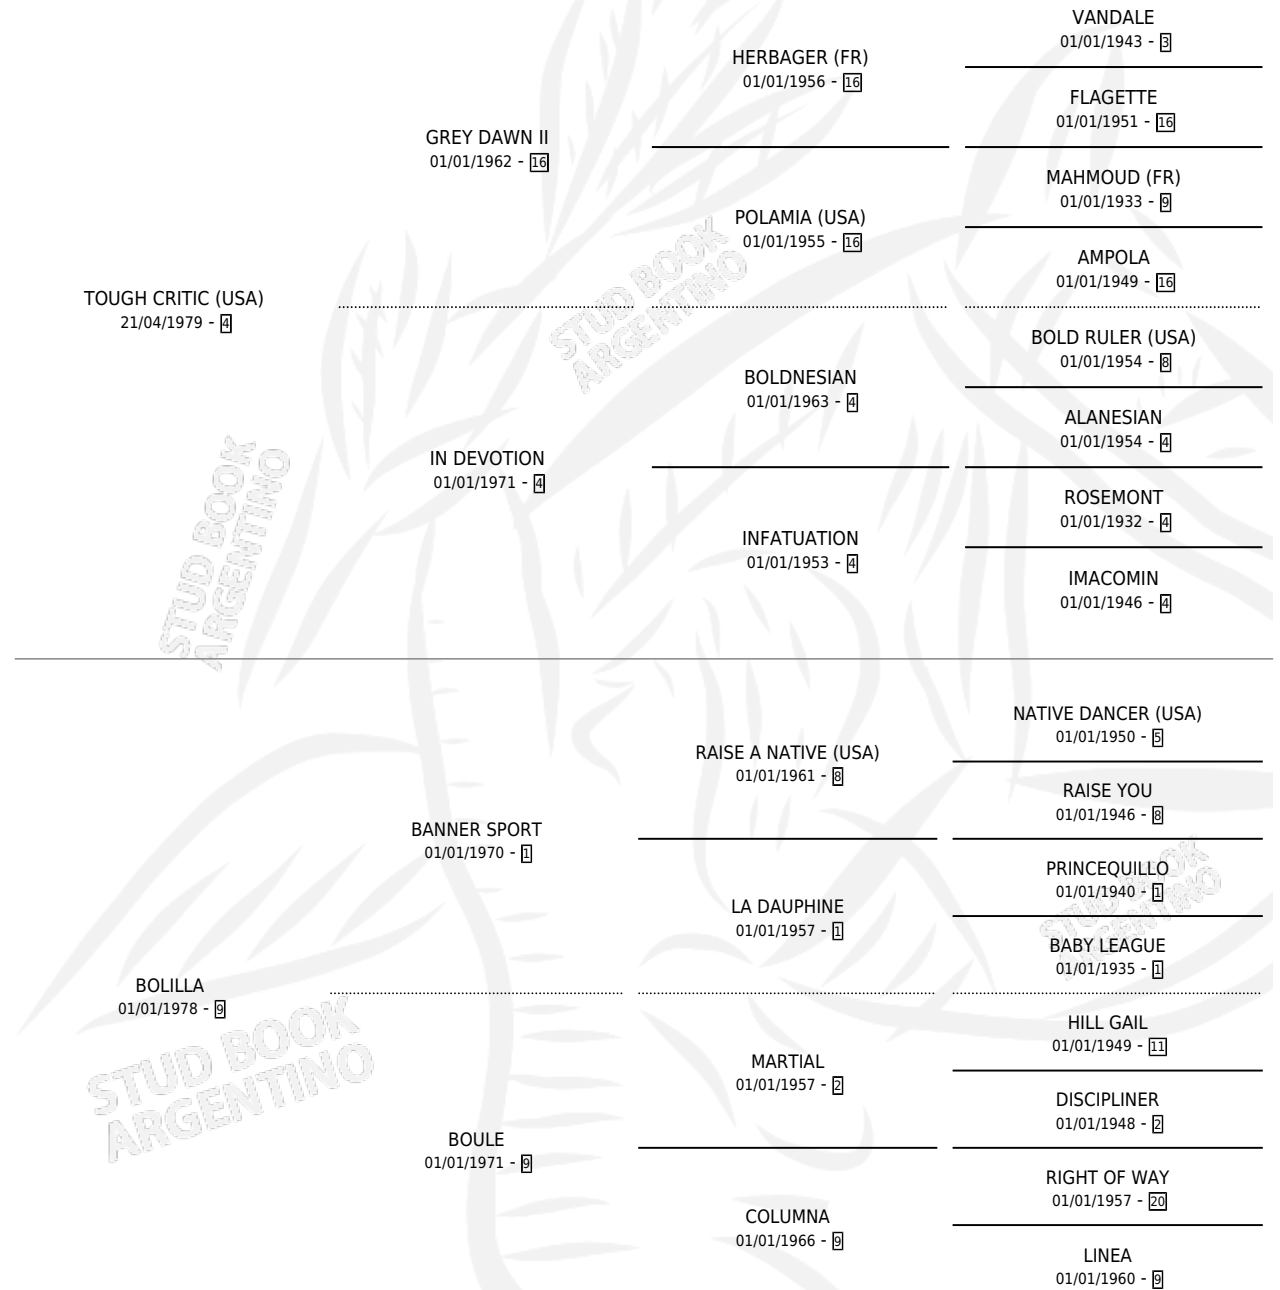 VANDALE
01/01/1943 - 3
HERBAGER (FR)
01/01/1956 - 16
FLAGETTE
01/01/1951 - 16
GREY DAWN II
01/01/1962 - 16
MAHMOUD (FR)
01/01/1933 - 9
POLAMIA (USA)
01/01/1955 - 16
AMPOLA
01/01/1949 - 16
TOUGH CRITIC (USA)
21/04/1979 - 4
STUD BOOK
ARGENTINO
BOLD RULER (USA)
01/01/1954 - 8
BOLDNESIAN
01/01/1963 - 4
ALANESIAN
01/01/1954 - 4
IN DEVOTION
01/01/1971 - 4
ROSEMONT
01/01/1932 - 4
INFATUATION
01/01/1953 - 4
IMACOMIN
01/01/1946 - 4
STUD BOOK
ARGENTINO
NATIVE DANCER (USA)
01/01/1950 - 5
RAISE A NATIVE (USA)
01/01/1961 - 8
RAISE YOU
01/01/1946 - 8
BANNER SPORT
01/01/1970 - 1
PRINCEQUILLO
01/01/1940 - 1
LA DAUPHINE
01/01/1957 - 1
BABY LEAGUE
01/01/1935 - 1
STUD BOOK
ARGENTINO
BOLILLA
01/01/1978 - 9
STUD BOOK
ARGENTINO
HILL GAIL
01/01/1949 - 11
MARTIAL
01/01/1957 - 2
DISCIPLINER
01/01/1948 - 2
BOULE
01/01/1971 - 9
RIGHT OF WAY
01/01/1957 - 20
COLUMNA
01/01/1966 - 9
LINEA
01/01/1960 - 9